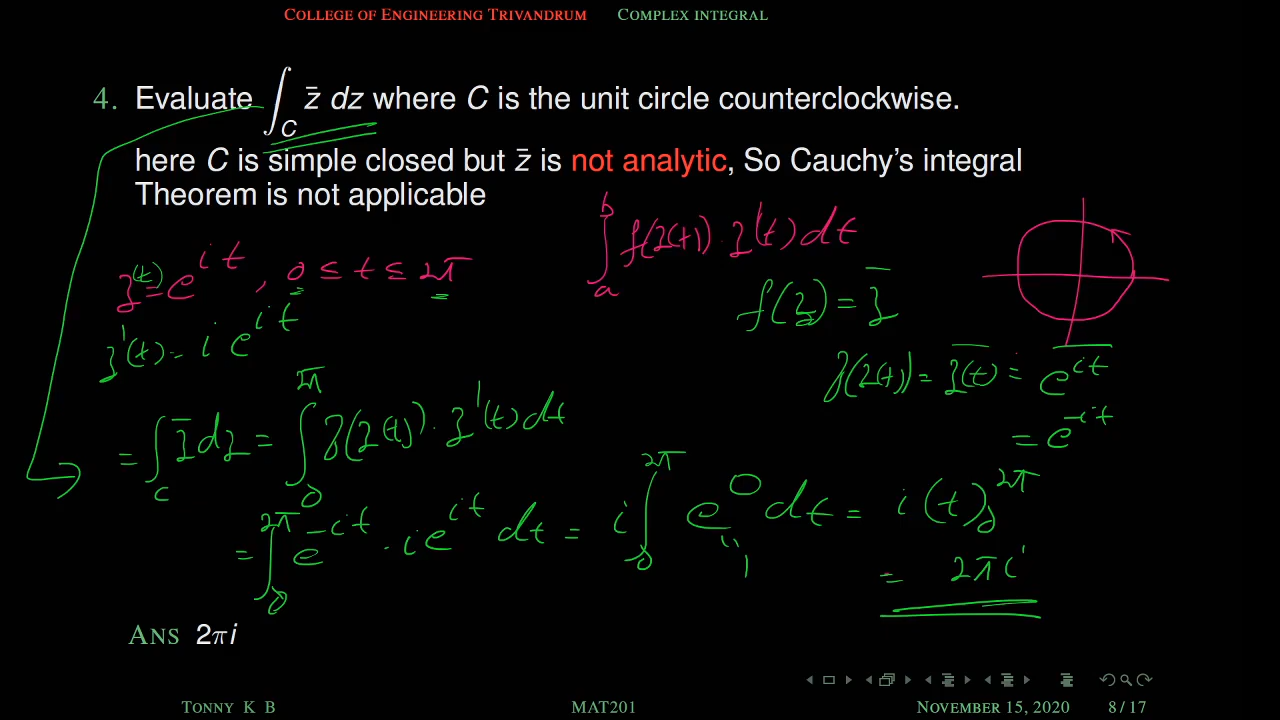 COLLEGE OF ENGINEERING TRIVANDRUM COMPLEX INTEGRAL
4. Evaluate ∫_C z̄ dz where C is the unit circle counterclockwise.
here C is simple closed but z̄ is not analytic, So Cauchy's integral
Theorem is not applicable
∫_a^b f(z(t)) · z'(t) dt
z(t) = e^{it}, 0 ≤ t ≤ 2π
f(z) = z̄
z'(t) = i e^{it}
f(z(t)) = \overline{z(t)} = \overline{e^{it}}
= e^{-it}
= ∫_C z̄ dz = ∫_0^{2π} f(z(t)) · z'(t) dt
= ∫_0^{2π} e^{-it} · i e^{it} dt = i ∫_0^{2π} e^0 dt = i (t)_0^{2π}
" 1
= 2πi
ANS 2πi
TONNY K B MAT201 NOVEMBER 15, 2020 8 / 17